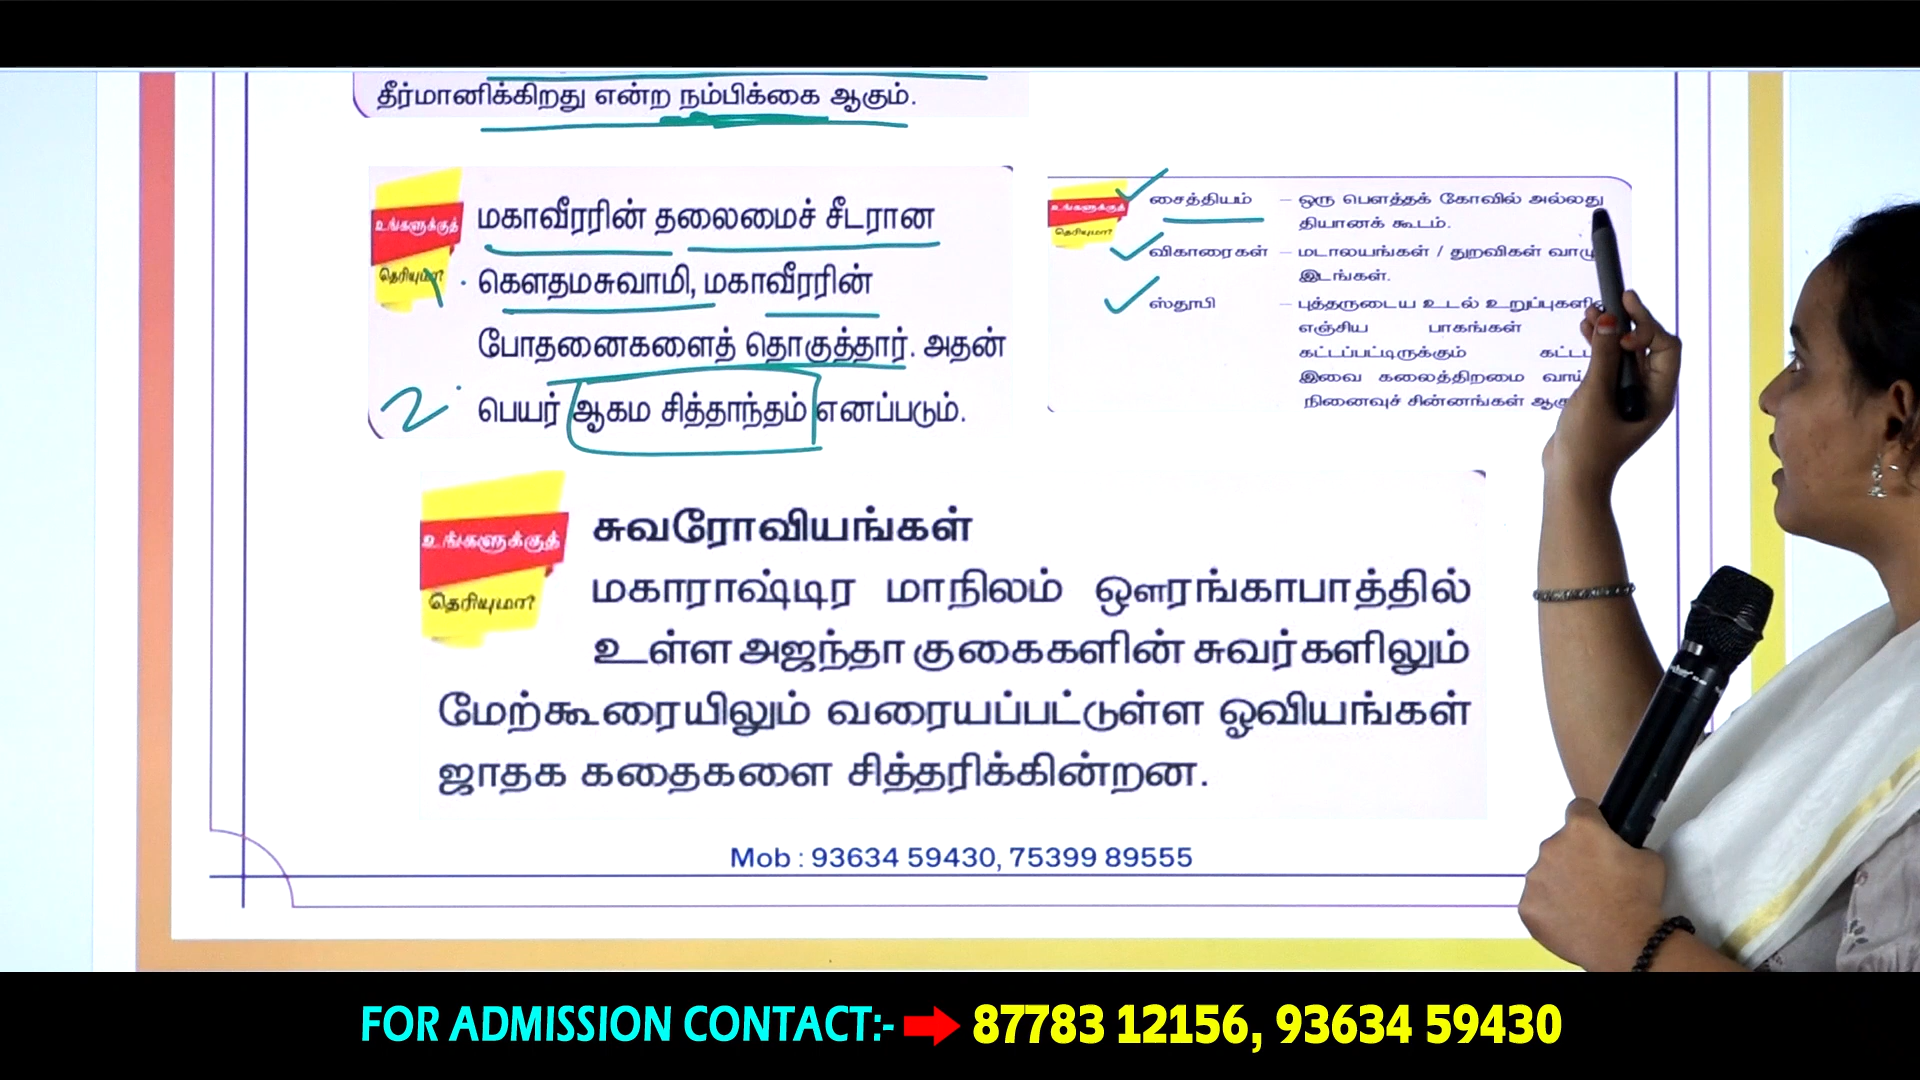 தீர்மானிக்கிறது என்ற நம்பிக்கை ஆகும்.
உங்களுக்குத்
தெரியுமா?
மகாவீரரின் தலைமைச் சீடரான
கௌதமசுவாமி, மகாவீரரின்
போதனைகளைத் தொகுத்தார். அதன்
2
பெயர் ஆகம சித்தாந்தம் எனப்படும்.
உங்களுக்குத்
தெரியுமா?
சைத்தியம் – ஒரு பௌத்தக் கோவில் அல்லது
தியானக் கூடம்.
விகாரைகள் – மடாலயங்கள் / துறவிகள்
இடங்கள்.
ஸ்தூபி – புத்தருடைய உடல்
எஞ்சிய பாகங்கள்
கட்டப்பட்டிருக்கும்
இவை கலைத்திறமை
நினைவுச் சின்னங்கள்
உங்களுக்குத்
தெரியுமா?
சுவரோவியங்கள்
மகாராஷ்டிர மாநிலம் ஔரங்காபாத்தில்
உள்ள அஜந்தா குகைகளின் சுவர்களிலும்
மேற்கூரையிலும் வரையப்பட்டுள்ள ஓவியங்கள்
ஜாதக கதைகளை சித்தரிக்கின்றன.
Mob : 93634 59430, 75399 89555
FOR ADMISSION CONTACT:- 87783 12156, 93634 59430